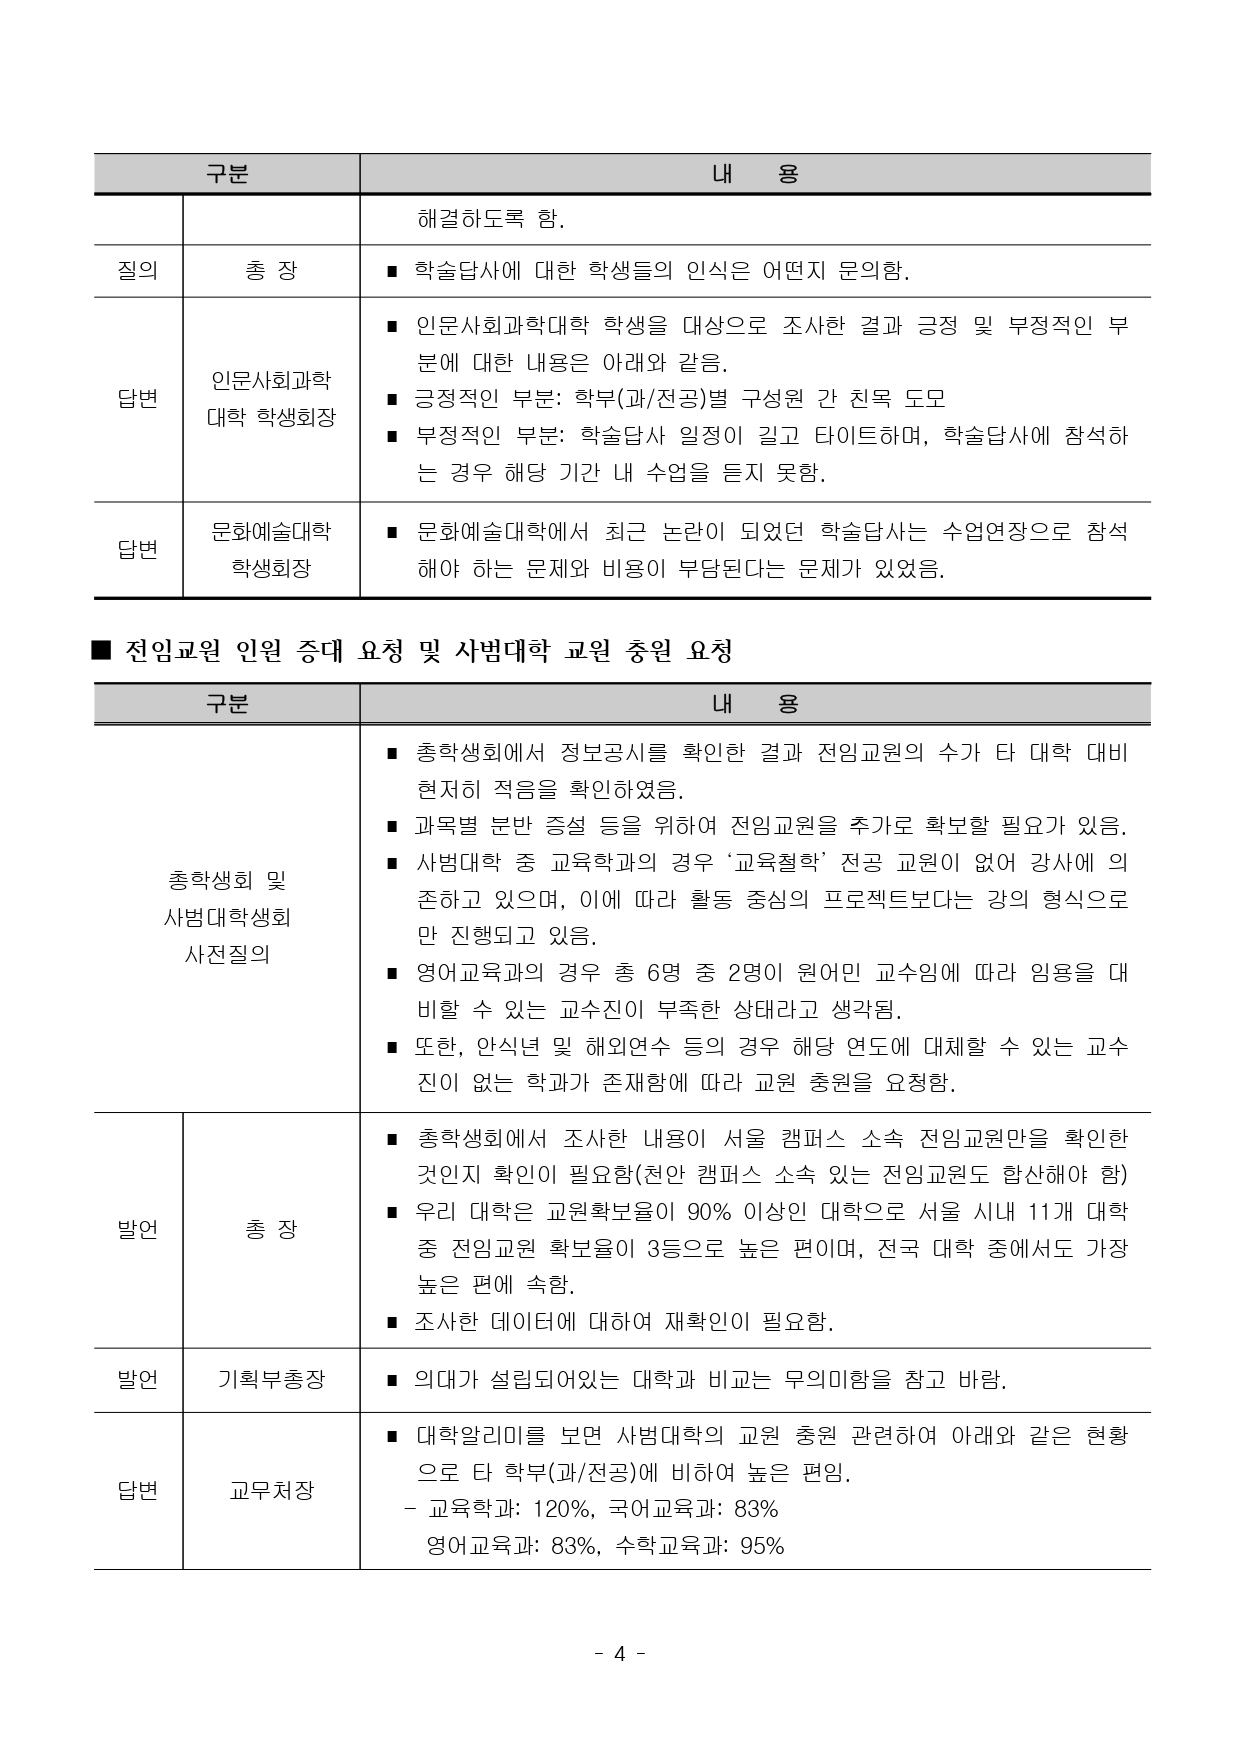 구분 내 용
해결하도록 함.
질의 총 장 ■ 학술답사에 대한 학생들의 인식은 어떤지 문의함.
답변 인문사회과학
대학 학생회장
■ 인문사회과학대학 학생을 대상으로 조사한 결과 긍정 및 부정적인 부
분에 대한 내용은 아래와 같음.
■ 긍정적인 부분: 학부(과/전공)별 구성원 간 친목 도모
■ 부정적인 부분: 학술답사 일정이 길고 타이트하며, 학술답사에 참석하
는 경우 해당 기간 내 수업을 듣지 못함.
답변 문화예술대학
학생회장
■ 문화예술대학에서 최근 논란이 되었던 학술답사는 수업연장으로 참석
해야 하는 문제와 비용이 부담된다는 문제가 있었음.
■ 전임교원 인원 증대 요청 및 사범대학 교원 충원 요청
구분 내 용
총학생회 및
사범대학생회
사전질의
■ 총학생회에서 정보공시를 확인한 결과 전임교원의 수가 타 대학 대비
현저히 적음을 확인하였음.
■ 과목별 분반 증설 등을 위하여 전임교원을 추가로 확보할 필요가 있음.
■ 사범대학 중 교육학과의 경우 ‘교육철학’ 전공 교원이 없어 강사에 의
존하고 있으며, 이에 따라 활동 중심의 프로젝트보다는 강의 형식으로
만 진행되고 있음.
■ 영어교육과의 경우 총 6명 중 2명이 원어민 교수임에 따라 임용을 대
비할 수 있는 교수진이 부족한 상태라고 생각됨.
■ 또한, 안식년 및 해외연수 등의 경우 해당 연도에 대체할 수 있는 교수
진이 없는 학과가 존재함에 따라 교원 충원을 요청함.
발언 총 장
■ 총학생회에서 조사한 내용이 서울 캠퍼스 소속 전임교원만을 확인한
것인지 확인이 필요함(천안 캠퍼스 소속 있는 전임교원도 합산해야 함)
■ 우리 대학은 교원확보율이 90% 이상인 대학으로 서울 시내 11개 대학
중 전임교원 확보율이 3등으로 높은 편이며, 전국 대학 중에서도 가장
높은 편에 속함.
■ 조사한 데이터에 대하여 재확인이 필요함.
발언 기획부총장 ■ 의대가 설립되어있는 대학과 비교는 무의미함을 참고 바람.
답변 교무처장
■ 대학알리미를 보면 사범대학의 교원 충원 관련하여 아래와 같은 현황
으로 타 학부(과/전공)에 비하여 높은 편임.
- 교육학과: 120%, 국어교육과: 83%
영어교육과: 83%, 수학교육과: 95%
- 4 -